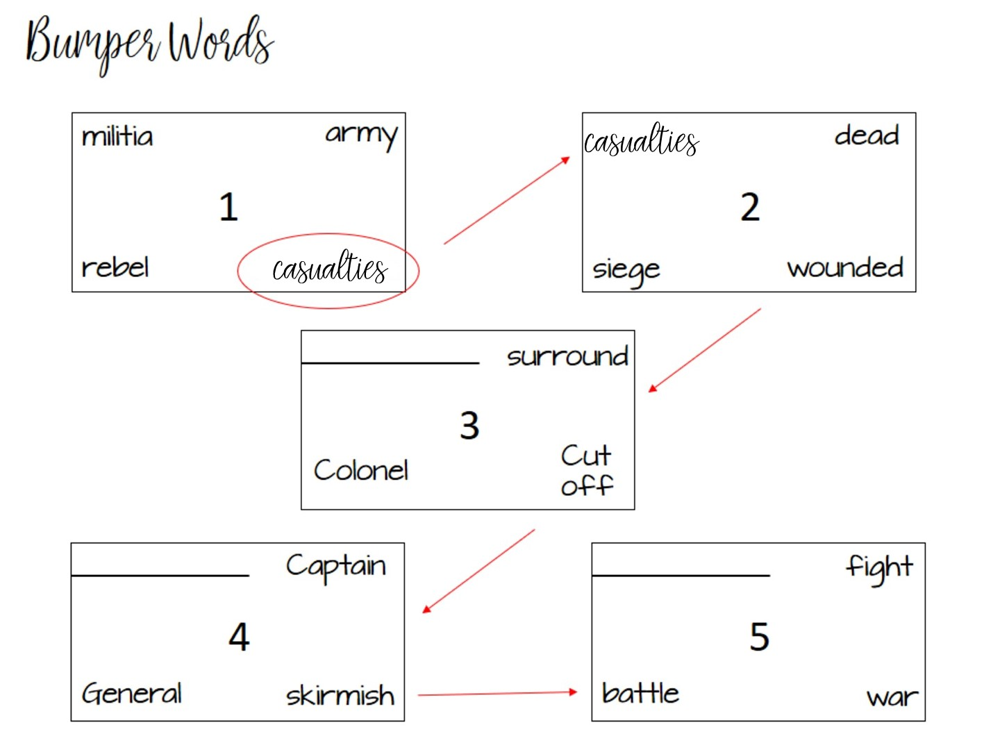 Bumper Words
militia army
1
rebel casualties
casualties dead
2
siege wounded
surround
3
Colonel Cut
off
Captain
4
General skirmish
fight
5
battle war